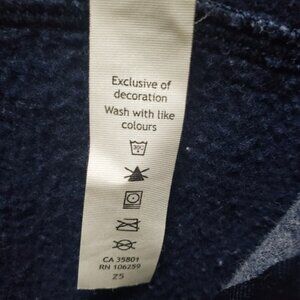 Exclusive of
decoration
Wash with like
colours
CA 35801
RN 106259
25